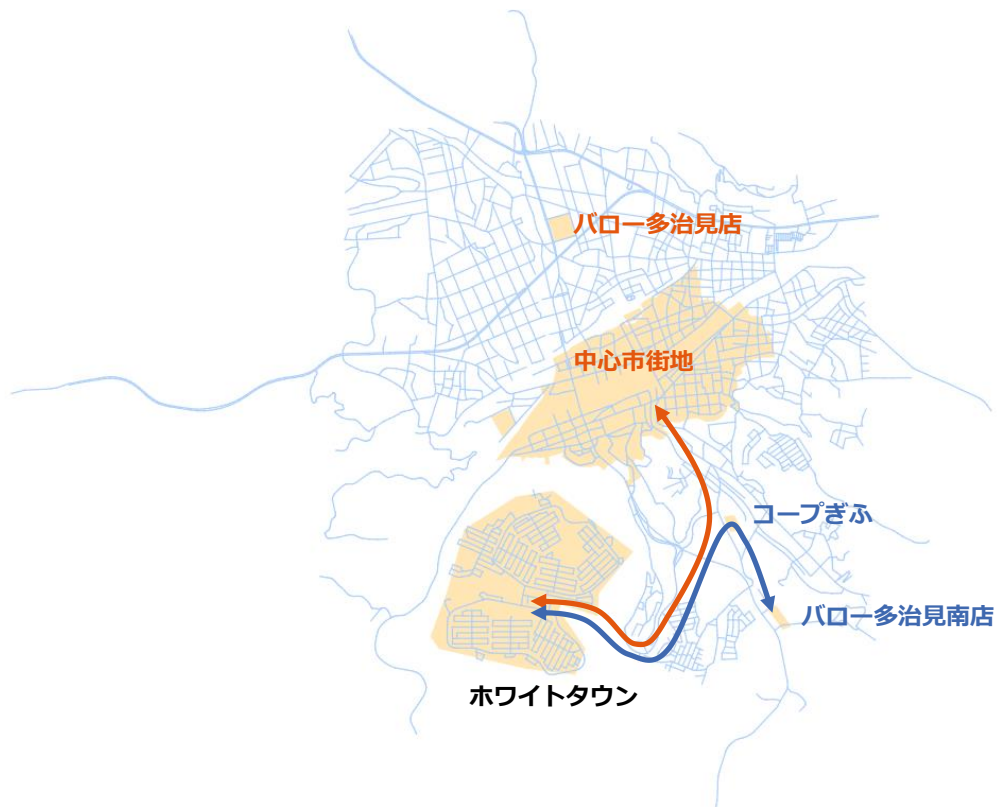 バロー多治見店
中心市街地
コープぎふ
バロー多治見南店
ホワイトタウン